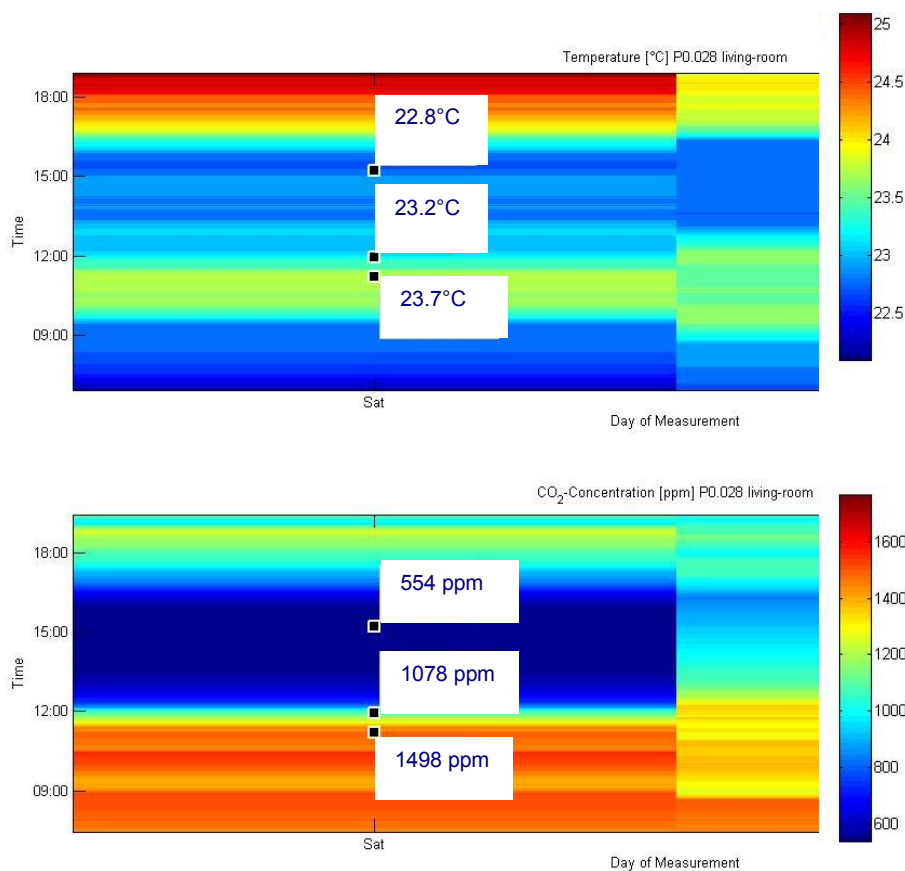 Temperature [°C] P0.028 living-room
25
24.5
24
23.5
23
22.5
18:00
15:00
12:00
09:00
Time
22.8°C
23.2°C
23.7°C
Sat
Day of Measurement
CO₂-Concentration [ppm] P0.028 living-room
1600
1400
1200
1000
800
600
18:00
15:00
12:00
09:00
Time
554 ppm
1078 ppm
1498 ppm
Sat
Day of Measurement